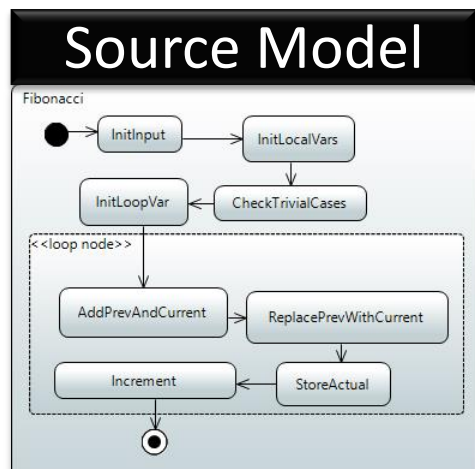 Source Model
Fibonacci
InitInput
InitLocalVars
CheckTrivialCases
InitLoopVar
<<loop node>>
AddPrevAndCurrent
ReplacePrevWithCurrent
StoreActual
Increment